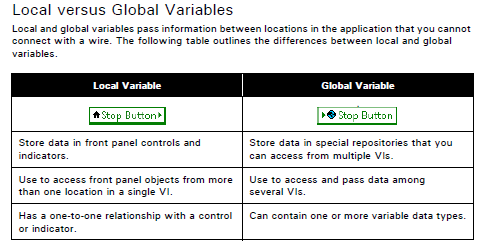 Local versus Global Variables
Local and global variables pass information between locations in the application that you cannot
connect with a wire. The following table outlines the differences between local and global
variables.
Local Variable
Global Variable
Stop Button
Stop Button
Store data in front panel controls and
indicators.
Store data in special repositories that you
can access from multiple VIs.
Use to access front panel objects from more
than one location in a single VI.
Use to access and pass data among
several VIs.
Has a one-to-one relationship with a control
or indicator.
Can contain one or more variable data types.